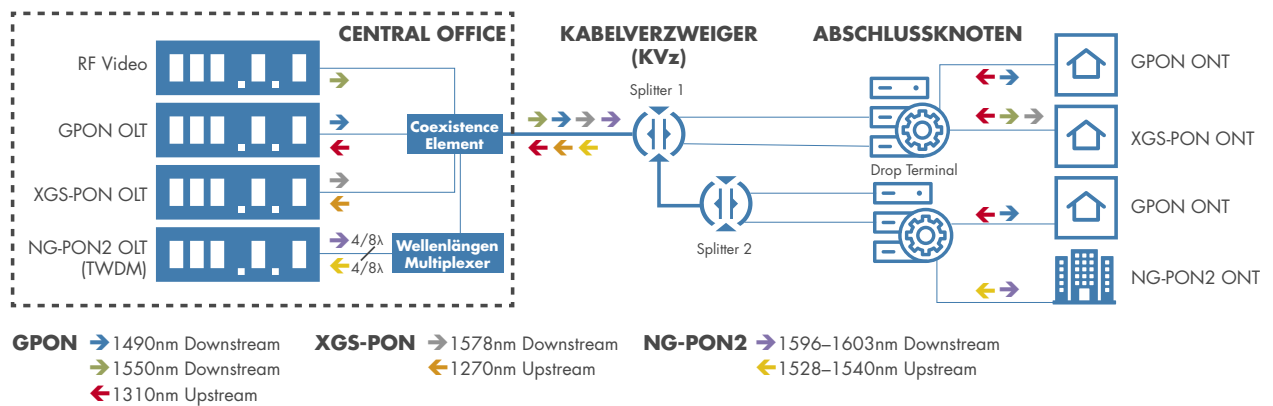 CENTRAL OFFICE
KABELVERZWEIGER
(KVz)
ABSCHLUSSKNOTEN
RF Video
GPON OLT
XGS-PON OLT
NG-PON2 OLT
(TWDM)
4/8λ
4/8λ
Coexistence
Element
Wellenlängen
Multiplexer
Splitter 1
Splitter 2
Drop Terminal
GPON ONT
XGS-PON ONT
GPON ONT
NG-PON2 ONT
GPON
1490nm Downstream
1550nm Downstream
1310nm Upstream
XGS-PON
1578nm Downstream
1270nm Upstream
NG-PON2
1596–1603nm Downstream
1528–1540nm Upstream